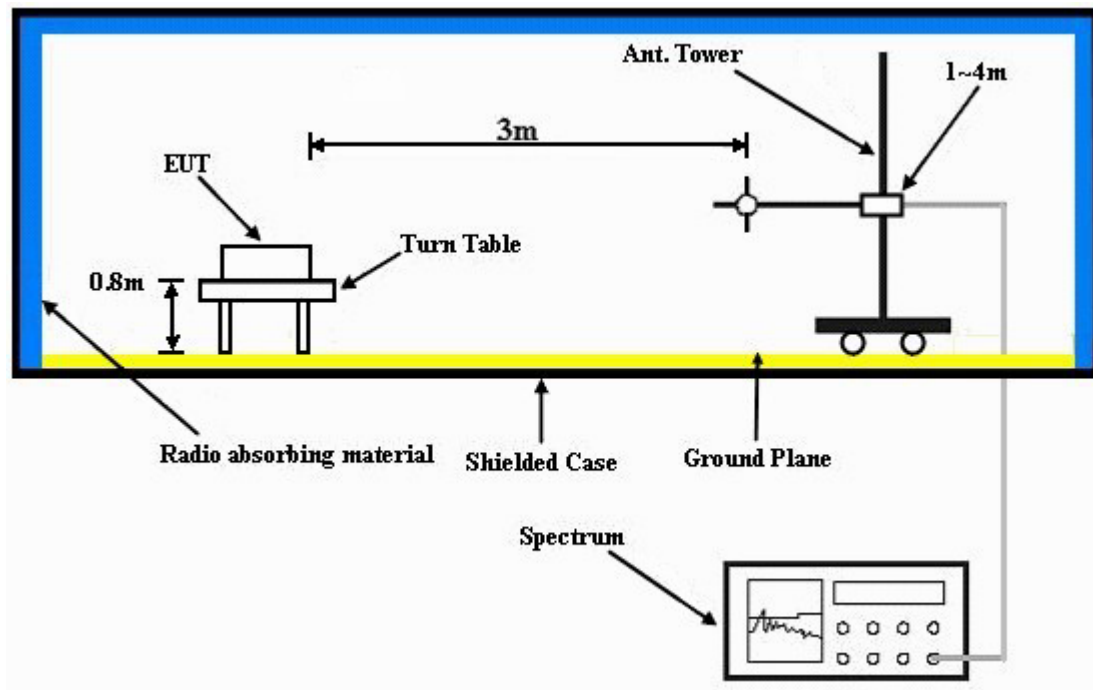 Ant. Tower
1~4m
3m
EUT
Turn Table
0.8m
Radio absorbing material
Shielded Case
Ground Plane
Spectrum